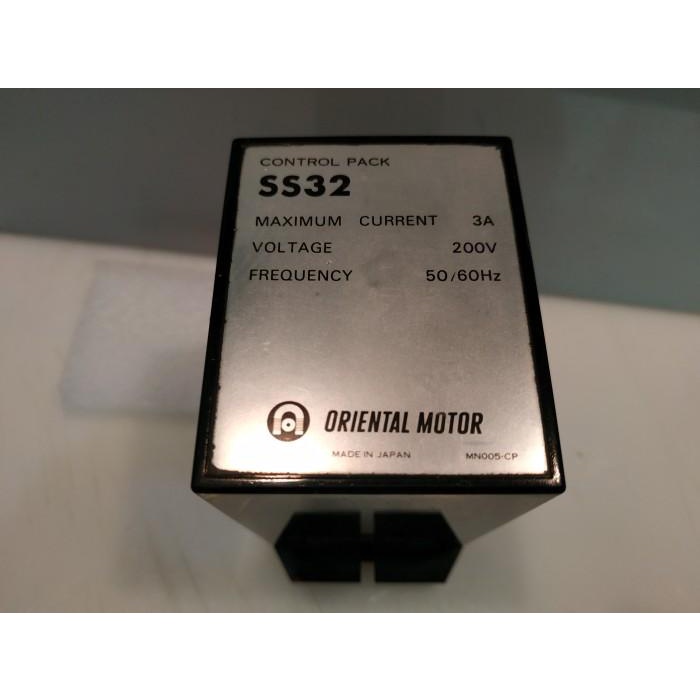 CONTROL PACK
SS32
MAXIMUM CURRENT 3A
VOLTAGE 200V
FREQUENCY 50/60Hz
ORIENTAL MOTOR
MADE IN JAPAN MN005-CP